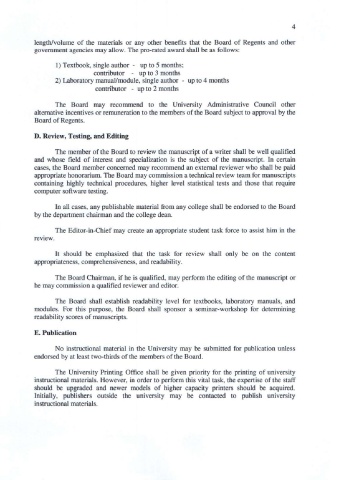 4
length/volume of the materials or any other benefits that the Board of Regents and other
government agencies may allow. The pro-rated award shall be as follows:
1) Textbook, single author - up to 5 months;
contributor - up to 3 months
2) Laboratory manual/module, single author - up to 4 months
contributor - up to 2 months
The Board may recommend to the University Administrative Council other
alternative incentives or remuneration to the members of the Board subject to approval by the
Board of Regents.
D. Review, Testing, and Editing
The member of the Board to review the manuscript of a writer shall be well qualified
and whose field of interest and specialization is the subject of the manuscript. In certain
cases, the Board member concerned may recommend an external reviewer who shall be paid
appropriate honorarium. The Board may commission a technical review team for manuscripts
containing highly technical procedures, higher level statistical tests and those that require
computer software testing.
In all cases, any publishable material from any college shall be endorsed to the Board
by the department chairman and the college dean.
The Editor-in-Chief may create an appropriate student task force to assist him in the
review.
It should be emphasized that the task for review shall only be on the content
appropriateness, comprehensiveness, and readability.
The Board Chairman, if he is qualified, may perform the editing of the manuscript or
he may commission a qualified reviewer and editor.
The Board shall establish readability level for textbooks, laboratory manuals, and
modules. For this purpose, the Board shall sponsor a seminar-workshop for determining
readability scores of manuscripts.
E. Publication
No instructional material in the University may be submitted for publication unless
endorsed by at least two-thirds of the members of the Board.
The University Printing Office shall be given priority for the printing of university
instructional materials. However, in order to perform this vital task, the expertise of the staff
should be upgraded and newer models of higher capacity printers should be acquired.
Initially, publishers outside the university may be contacted to publish university
instructional materials.